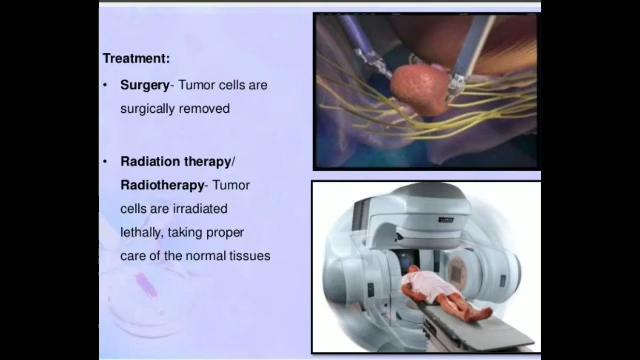 Treatment:
• Surgery- Tumor cells are
surgically removed
• Radiation therapy/
Radiotherapy- Tumor
cells are irradiated
lethally, taking proper
care of the normal tissues